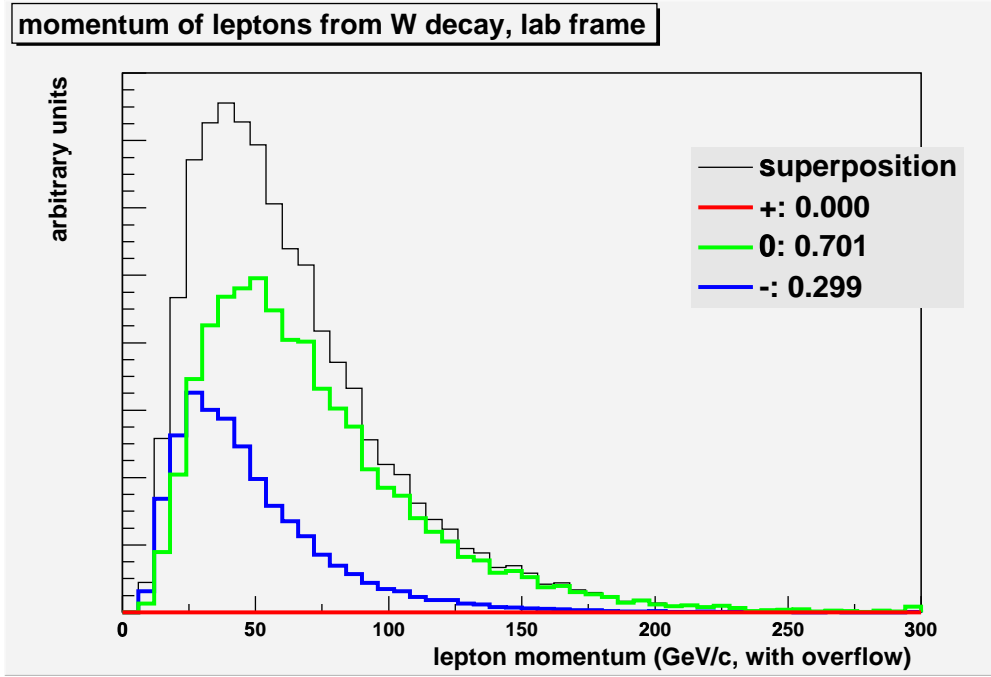 momentum of leptons from W decay, lab frame
arbitrary units
superposition
+: 0.000
0: 0.701
-: 0.299
0 50 100 150 200 250 300
lepton momentum (GeV/c, with overflow)